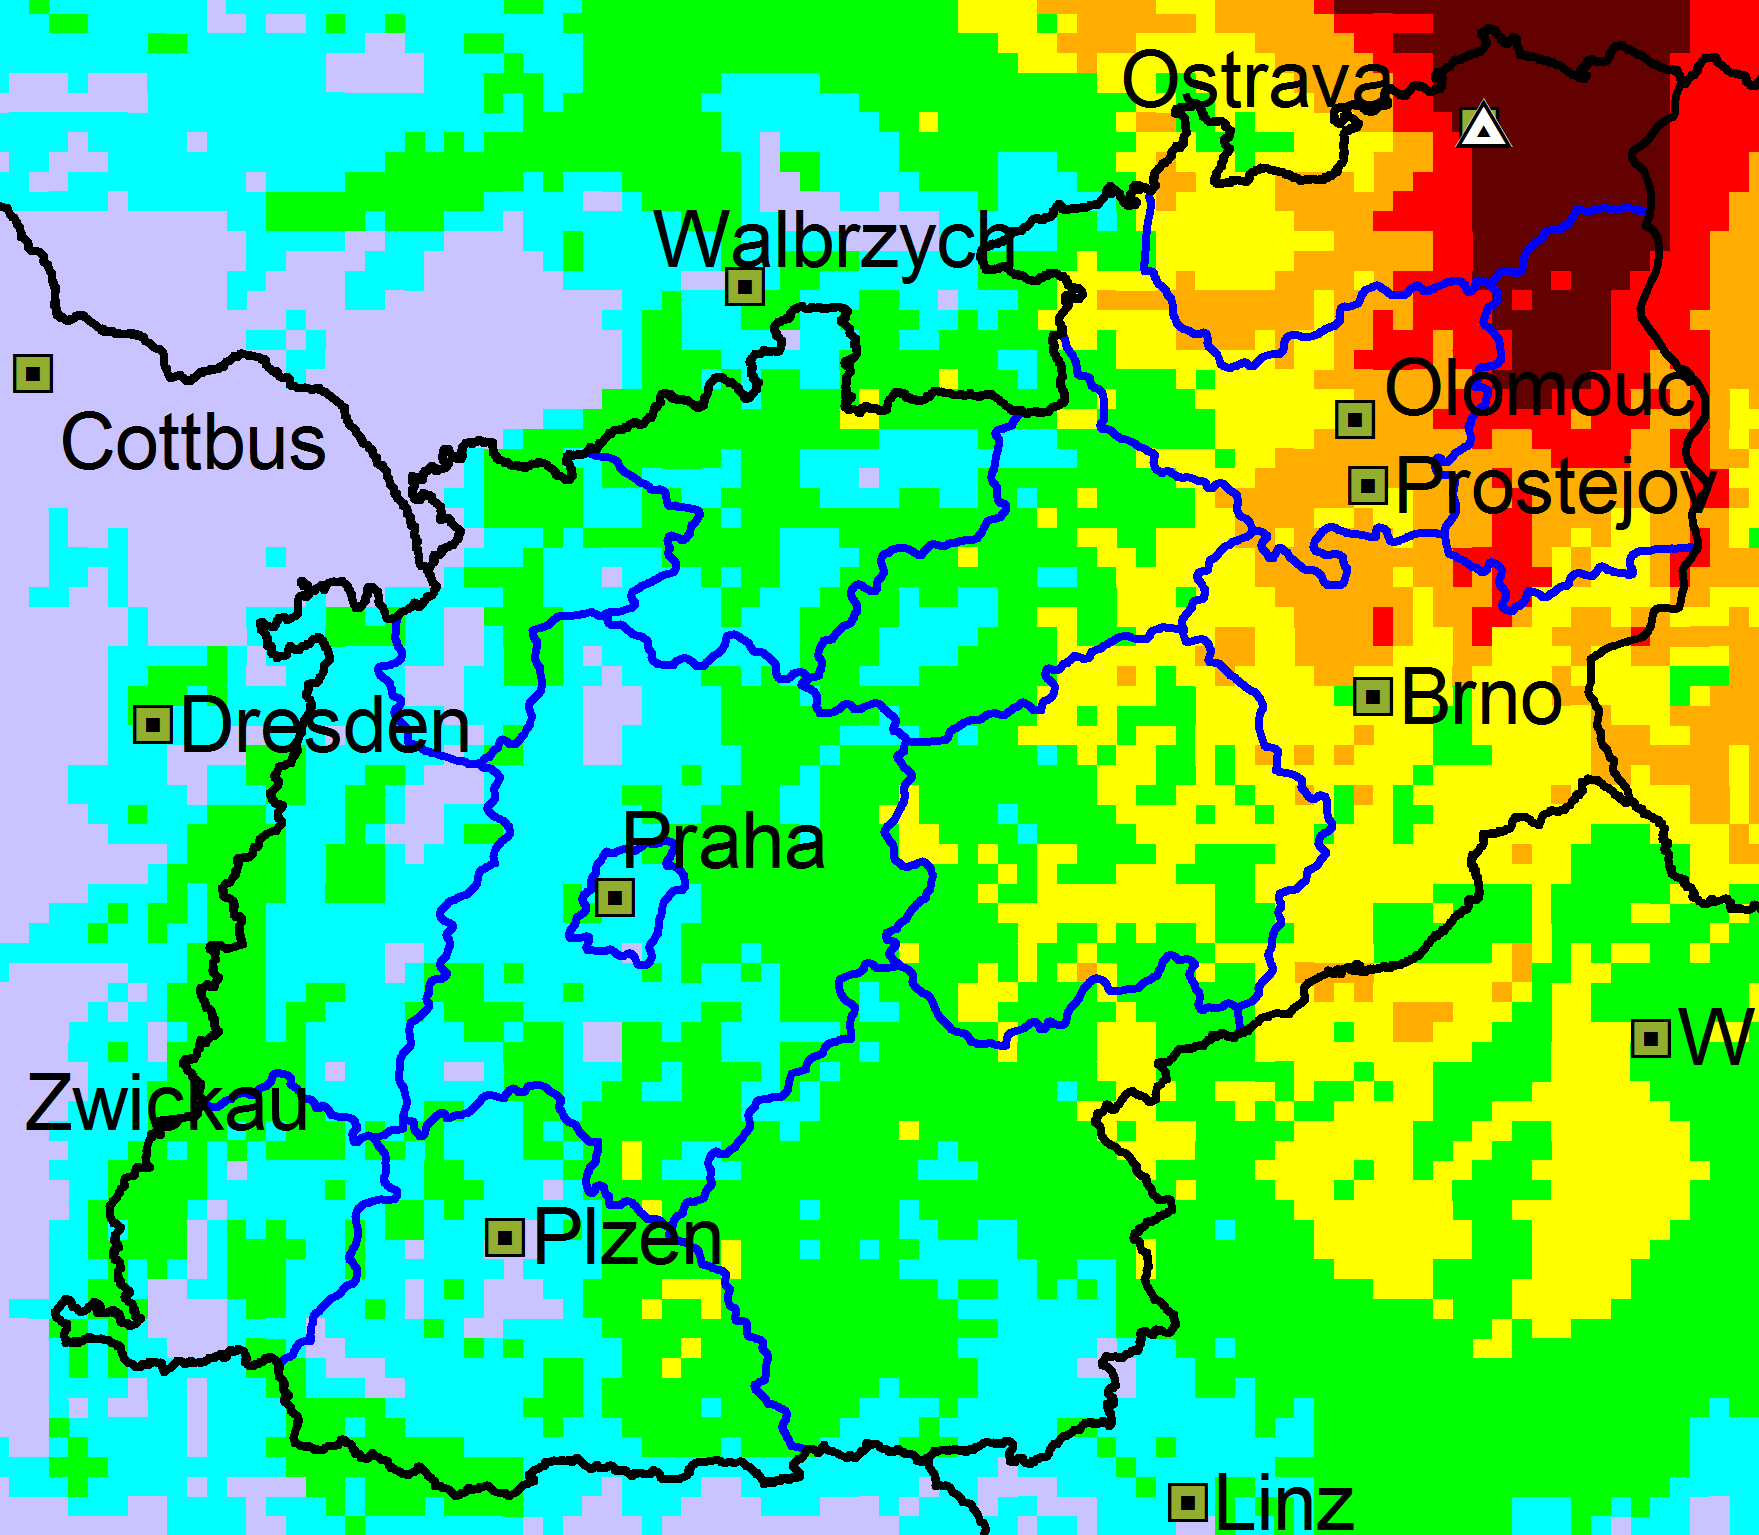 Ostrava
Walbrzych
Olomouc
Cottbus
Prostejov
Dresden
Brno
Praha
W
Zwickau
Plzen
Linz